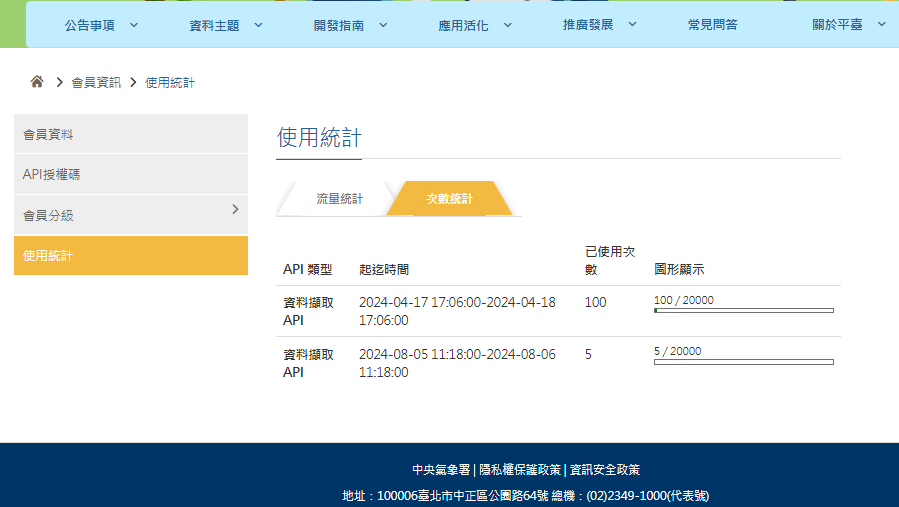 公告事項 資料主題 開發指南 應用活化 推廣發展 常見問答 關於平臺
會員資訊 使用統計
會員資料
API授權碼
會員分級
使用統計
使用統計
流量統計 次數統計
API 類型 起迄時間 已使用次數 圖形顯示
資料擷取 API 2024-04-17 17:06:00-2024-04-18 17:06:00 100 100 / 20000
資料擷取 API 2024-08-05 11:18:00-2024-08-06 11:18:00 5 5 / 20000
中央氣象署 | 隱私權保護政策 | 資訊安全政策
地址：100006臺北市中正區公園路64號 總機：(02)2349-1000(代表號)